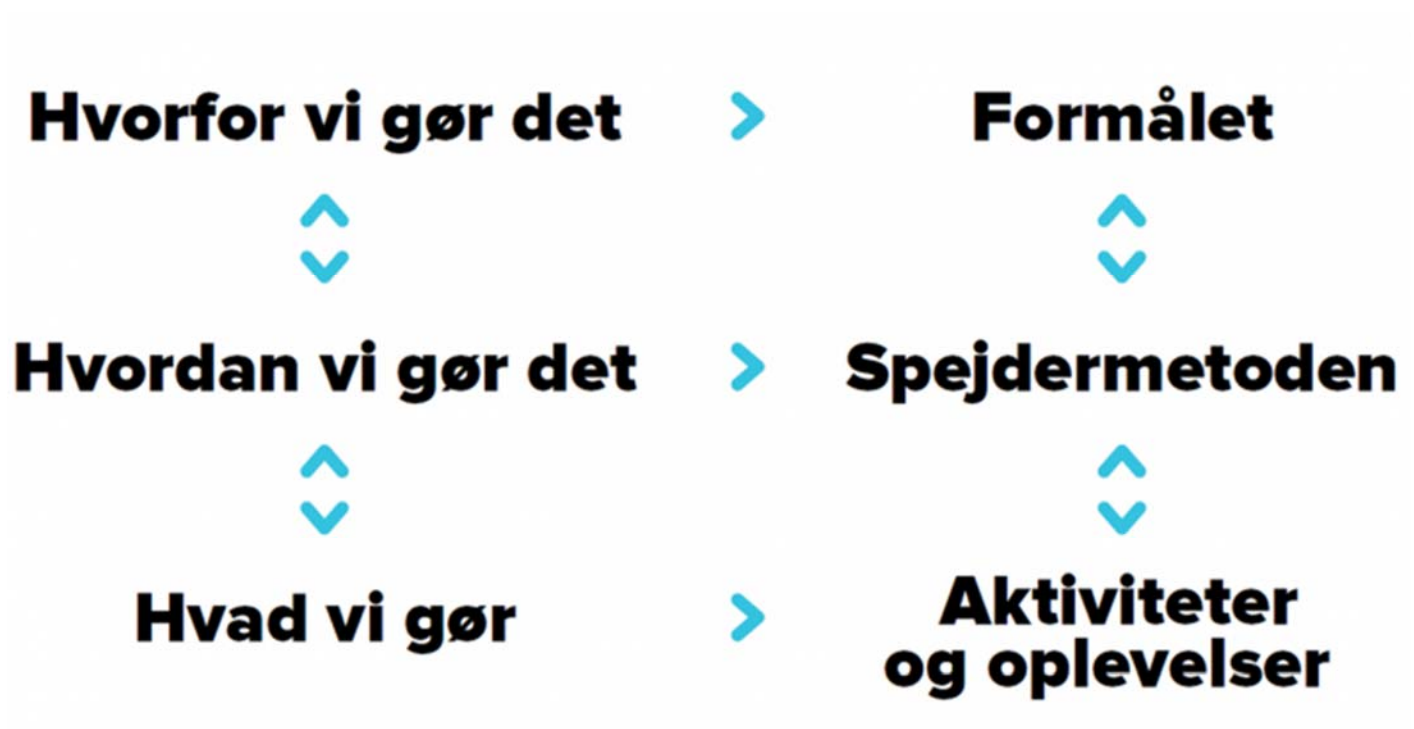 Hvorfor vi gør det > Formålet
Hvordan vi gør det > Spejdermetoden
Hvad vi gør > Aktiviteter
og oplevelser